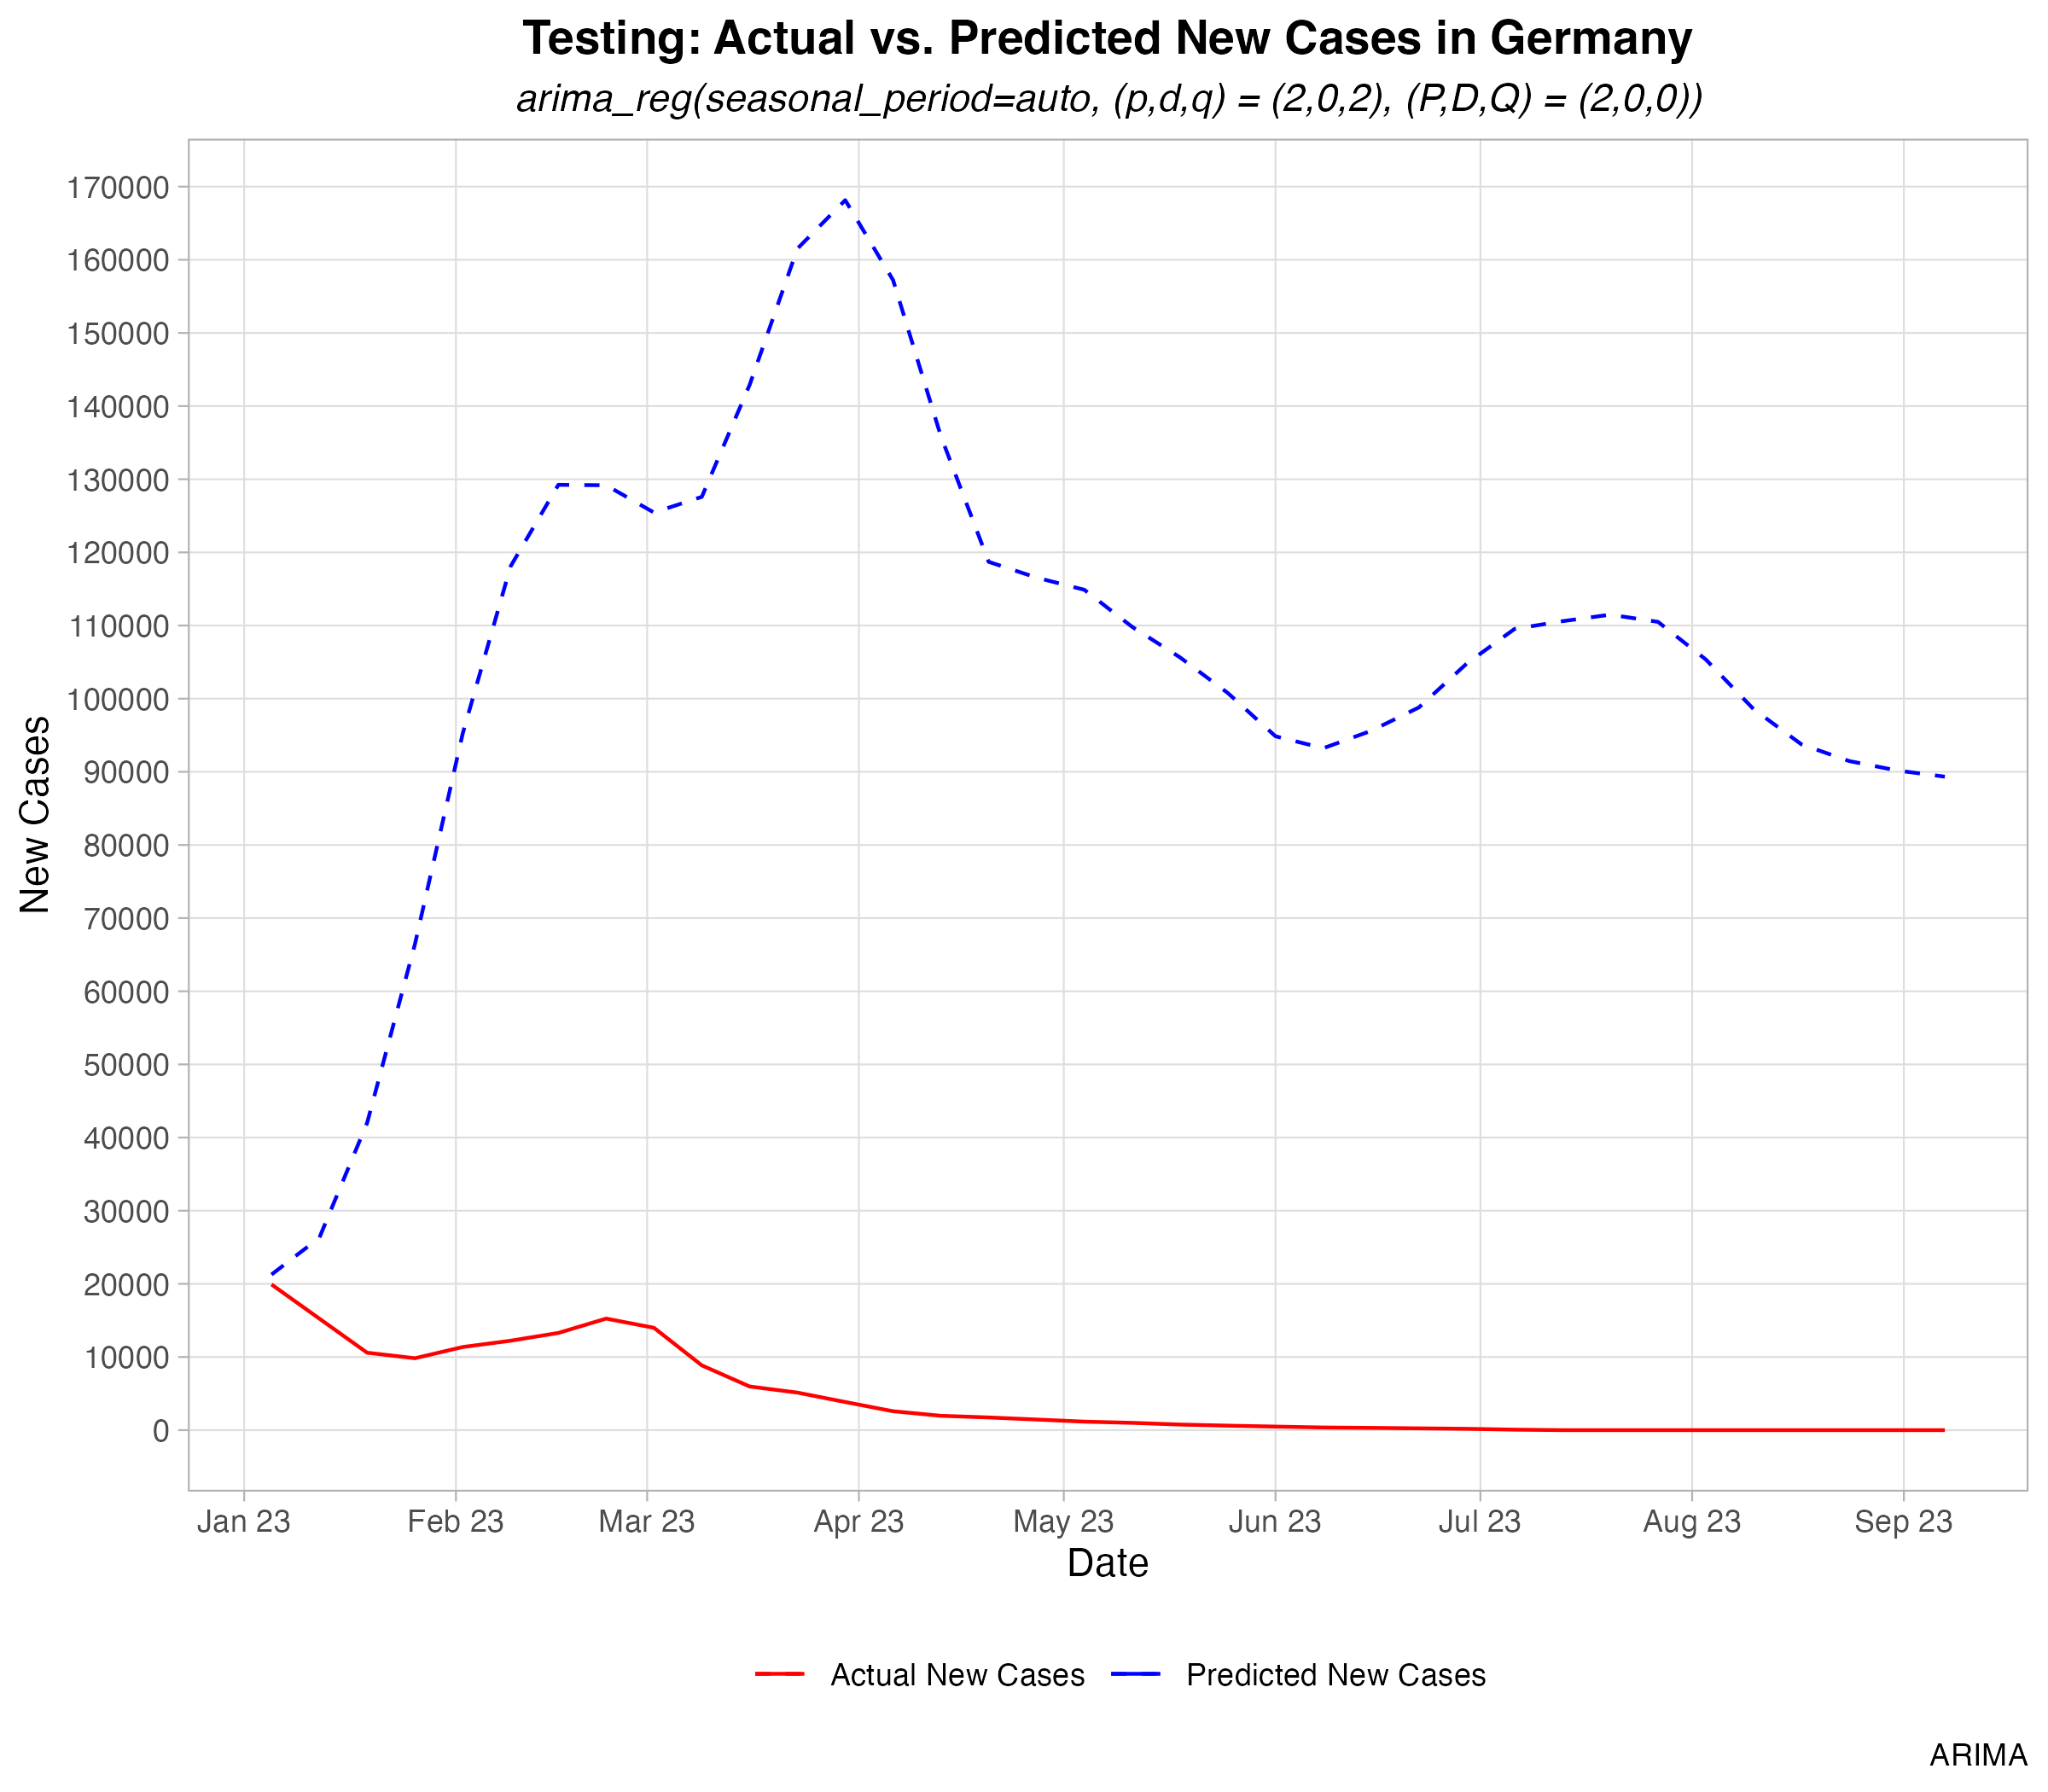 Testing: Actual vs. Predicted New Cases in Germany
arima_reg(seasonal_period=auto, (p,d,q) = (2,0,2), (P,D,Q) = (2,0,0))
New Cases
170000
160000
150000
140000
130000
120000
110000
100000
90000
80000
70000
60000
50000
40000
30000
20000
10000
0
Jan 23 Feb 23 Mar 23 Apr 23 May 23 Jun 23 Jul 23 Aug 23 Sep 23
Date
Actual New Cases Predicted New Cases
ARIMA